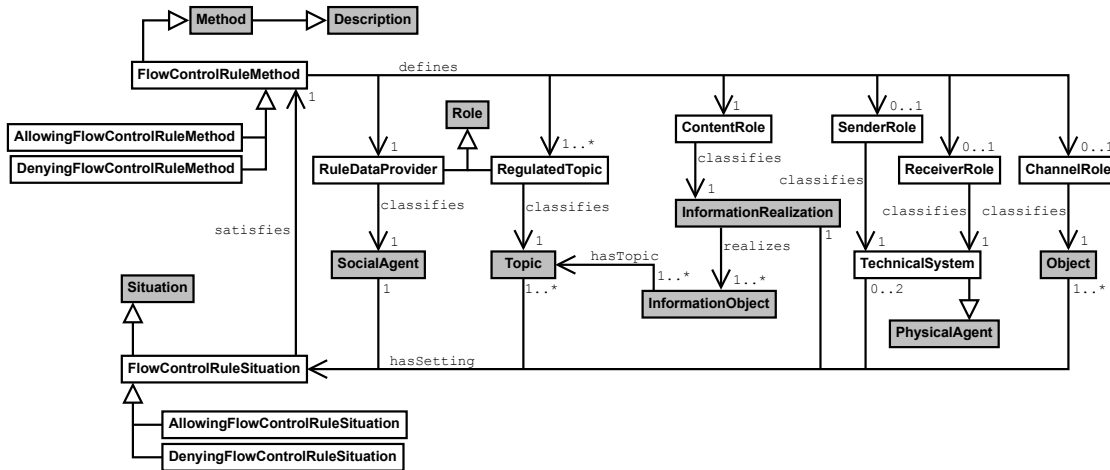 Method
Description
FlowControlRuleMethod
defines
1
AllowingFlowControlRuleMethod
DenyingFlowControlRuleMethod
Role
1
1..*
1
ContentRole
0..1
SenderRole
0..1
0..1
RuleDataProvider
RegulatedTopic
classifies
classifies
ReceiverRole
ChannelRole
classifies
classifies
1
InformationRealization
classifies
classifies
satisfies
1
1
1
realizes
1
1
1
SocialAgent
Topic
hasTopic
TechnicalSystem
Object
1
1..*
1..*
1..*
0..2
1..*
Situation
InformationObject
PhysicalAgent
FlowControlRuleSituation
hasSetting
AllowingFlowControlRuleSituation
DenyingFlowControlRuleSituation